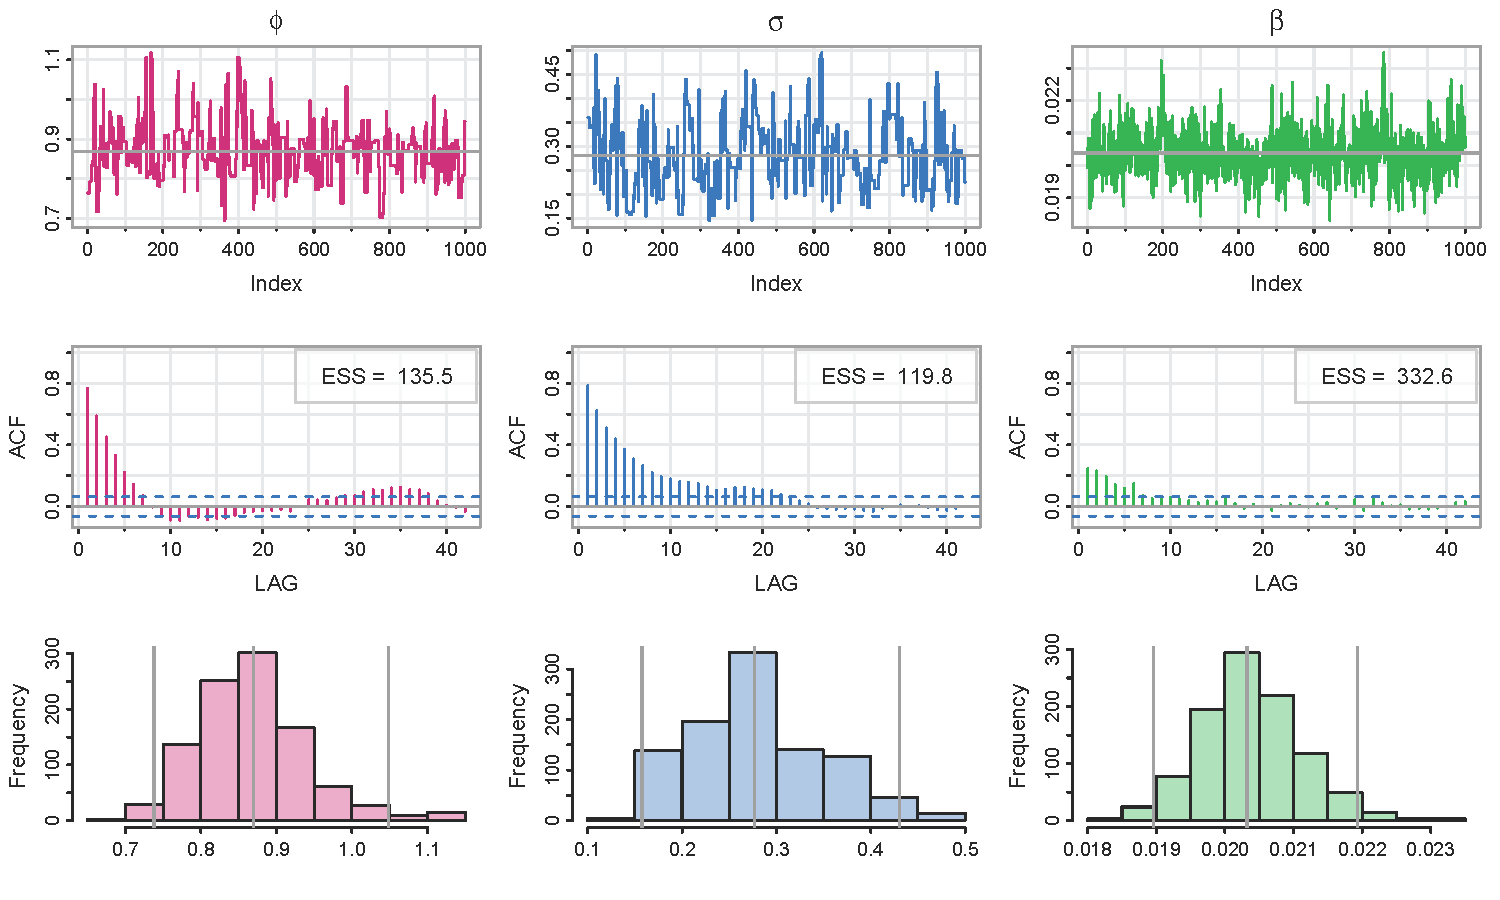 ϕ
1.1
0.9
0.7
0 200 400 600 800 1000
Index
σ
0.45
0.30
0.15
0 200 400 600 800 1000
Index
β
0.022
0.019
0 200 400 600 800 1000
Index
ACF
0.8
0.4
0.0
ESS = 135.5
0 10 20 30 40
LAG
ACF
0.8
0.4
0.0
ESS = 119.8
0 10 20 30 40
LAG
ACF
0.8
0.4
0.0
ESS = 332.6
0 10 20 30 40
LAG
Frequency
300
200
100
0
0.7 0.8 0.9 1.0 1.1
Frequency
300
200
100
0
0.1 0.2 0.3 0.4 0.5
Frequency
300
200
100
0
0.018 0.019 0.020 0.021 0.022 0.023